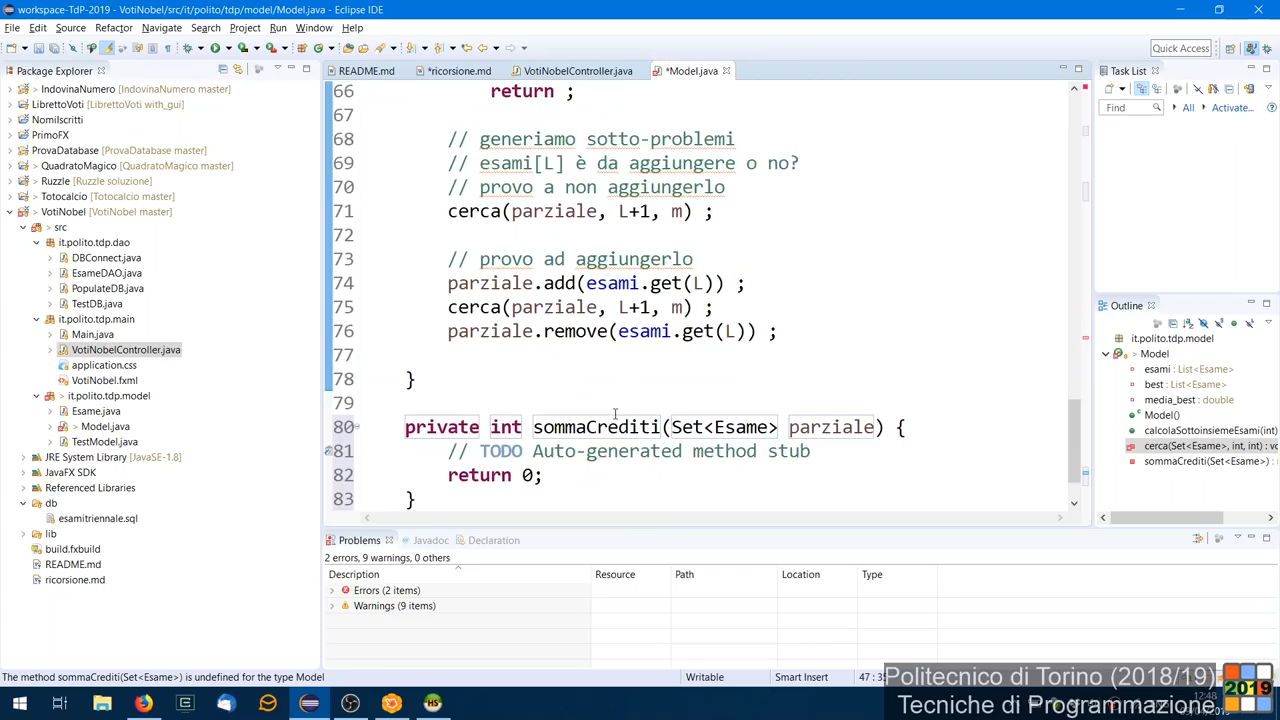 workspace-TdP-2019 - VotiNobel/src/it/polito/tdp/model/Model.java - Eclipse IDE
File Edit Source Refactor Navigate Search Project Run Window Help
Quick Access
Package Explorer
IndovinaNumero [IndovinaNumero master]
LibrettoVoti [LibrettoVoti with_gui]
NomiIscritti
PrimoFX
ProvaDatabase [ProvaDatabase master]
QuadratoMagico [QuadratoMagico master]
Ruzzle [Ruzzle soluzione]
Totocalcio [Totocalcio master]
VotiNobel [VotiNobel master]
src
it.polito.tdp.dao
DBConnect.java
EsameDAO.java
PopulateDB.java
TestDB.java
it.polito.tdp.main
Main.java
VotiNobelController.java
application.css
VotiNobel.fxml
it.polito.tdp.model
Esame.java
Model.java
TestModel.java
JRE System Library [JavaSE-1.8]
JavaFX SDK
Referenced Libraries
db
esamitriennale.sql
lib
build.fxbuild
README.md
ricorsione.md
README.md *ricorsione.md VotiNobelController.java *Model.java
66 return ;
67
68 // generiamo sotto-problemi
69 // esami[L] è da aggiungere o no?
70 // provo a non aggiungerlo
71 cerca(parziale, L+1, m) ;
72
73 // provo ad aggiungerlo
74 parziale.add(esami.get(L)) ;
75 cerca(parziale, L+1, m) ;
76 parziale.remove(esami.get(L)) ;
77
78 }
79
80 private int sommaCrediti(Set<Esame> parziale) {
81 // TODO Auto-generated method stub
82 return 0;
83 }
Task List
Find All Activate...
Outline
it.polito.tdp.model
Model
esami : List<Esame>
best : List<Esame>
media_best : double
Model()
calcolaSottoinsiemeEsami(int)
cerca(Set<Esame>, int, int) : vo
sommaCrediti(Set<Esame>) :
Problems Javadoc Declaration
2 errors, 9 warnings, 0 others
Description Resource Path Location Type
Errors (2 items)
Warnings (9 items)
The method sommaCrediti(Set<Esame>) is undefined for the type Model Writable Smart Insert
Politecnico di Torino (2018/19)
Tecniche di Programmazione
2019
12:48